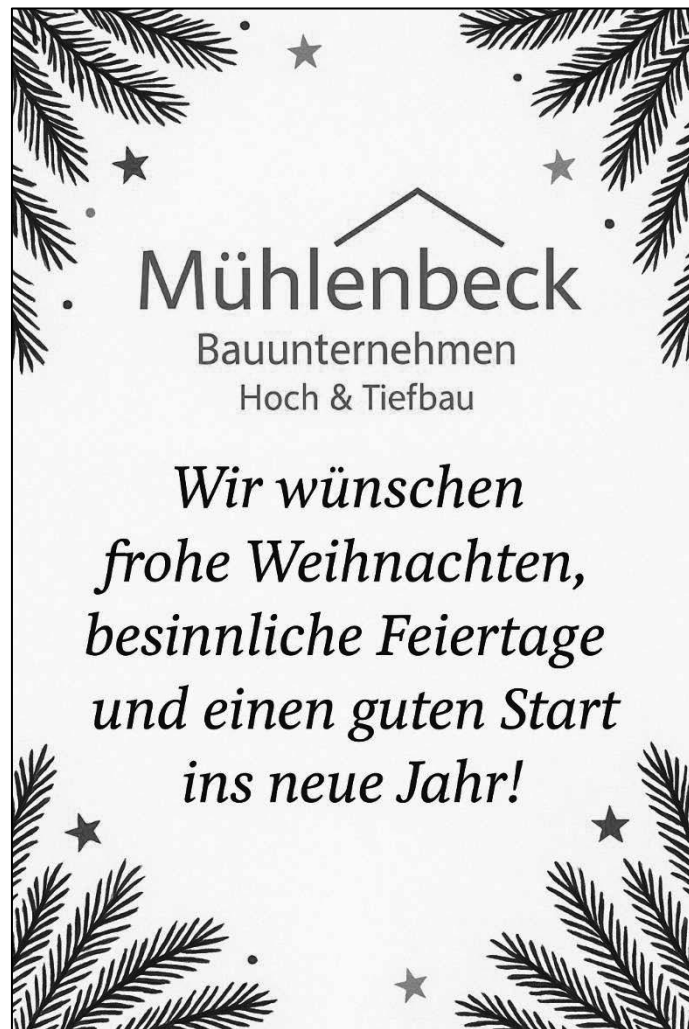 Mühlenbeck
Bauunternehmen
Hoch & Tiefbau
Wir wünschen
frohe Weihnachten,
besinnliche Feiertage
und einen guten Start
ins neue Jahr!